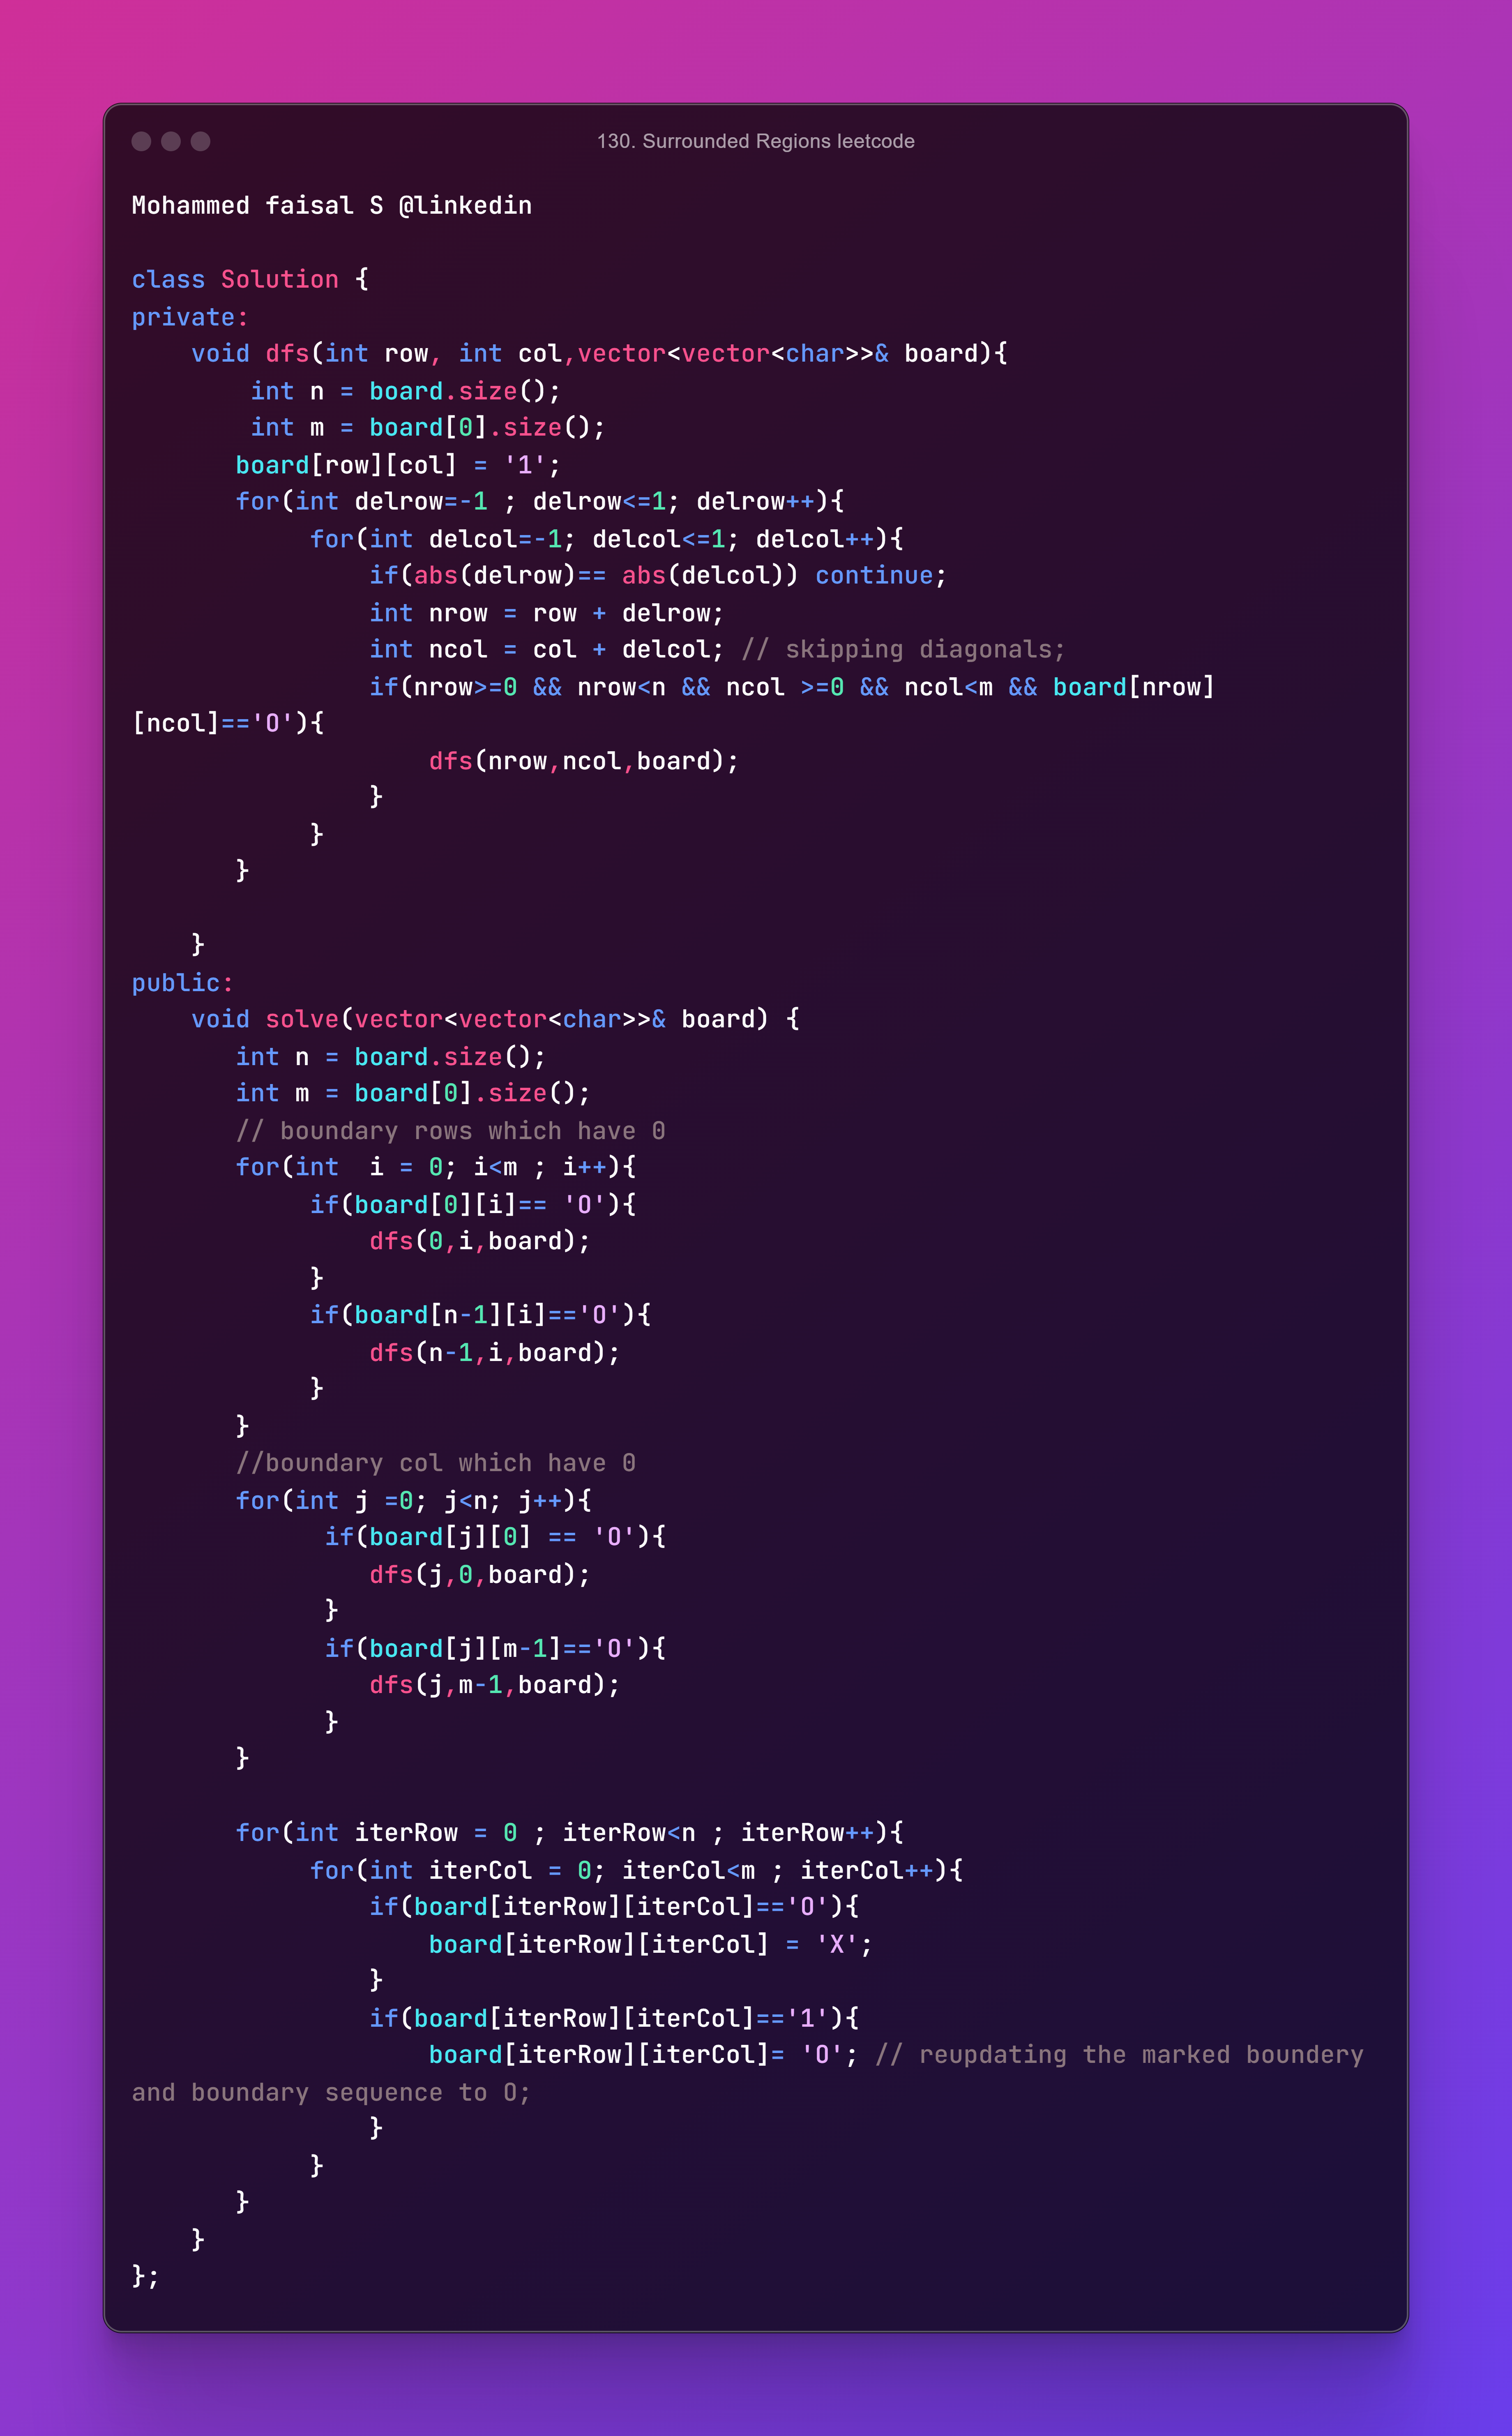 130. Surrounded Regions leetcode
Mohammed faisal S @linkedin
class Solution {
private:
    void dfs(int row, int col,vector<vector<char>>& board){
        int n = board.size();
        int m = board[0].size();
       board[row][col] = '1';
       for(int delrow=-1 ; delrow<=1; delrow++){
            for(int delcol=-1; delcol<=1; delcol++){
                if(abs(delrow)== abs(delcol)) continue;
                int nrow = row + delrow;
                int ncol = col + delcol; // skipping diagonals;
                if(nrow>=0 && nrow<n && ncol >=0 && ncol<m && board[nrow]
[ncol]=='O'){
                    dfs(nrow,ncol,board);
                }
            }
       }
    }
public:
    void solve(vector<vector<char>>& board) {
       int n = board.size();
       int m = board[0].size();
       // boundary rows which have 0
       for(int  i = 0; i<m ; i++){
            if(board[0][i]== 'O'){
                dfs(0,i,board);
            }
            if(board[n-1][i]=='O'){
                dfs(n-1,i,board);
            }
       }
       //boundary col which have 0
       for(int j =0; j<n; j++){
             if(board[j][0] == 'O'){
                dfs(j,0,board);
             }
             if(board[j][m-1]=='O'){
                dfs(j,m-1,board);
             }
       }
       for(int iterRow = 0 ; iterRow<n ; iterRow++){
            for(int iterCol = 0; iterCol<m ; iterCol++){
                if(board[iterRow][iterCol]=='O'){
                    board[iterRow][iterCol] = 'X';
                }
                if(board[iterRow][iterCol]=='1'){
                    board[iterRow][iterCol]= 'O'; // reupdating the marked boundery
and boundary sequence to O;
                }
            }
       }
    }
};